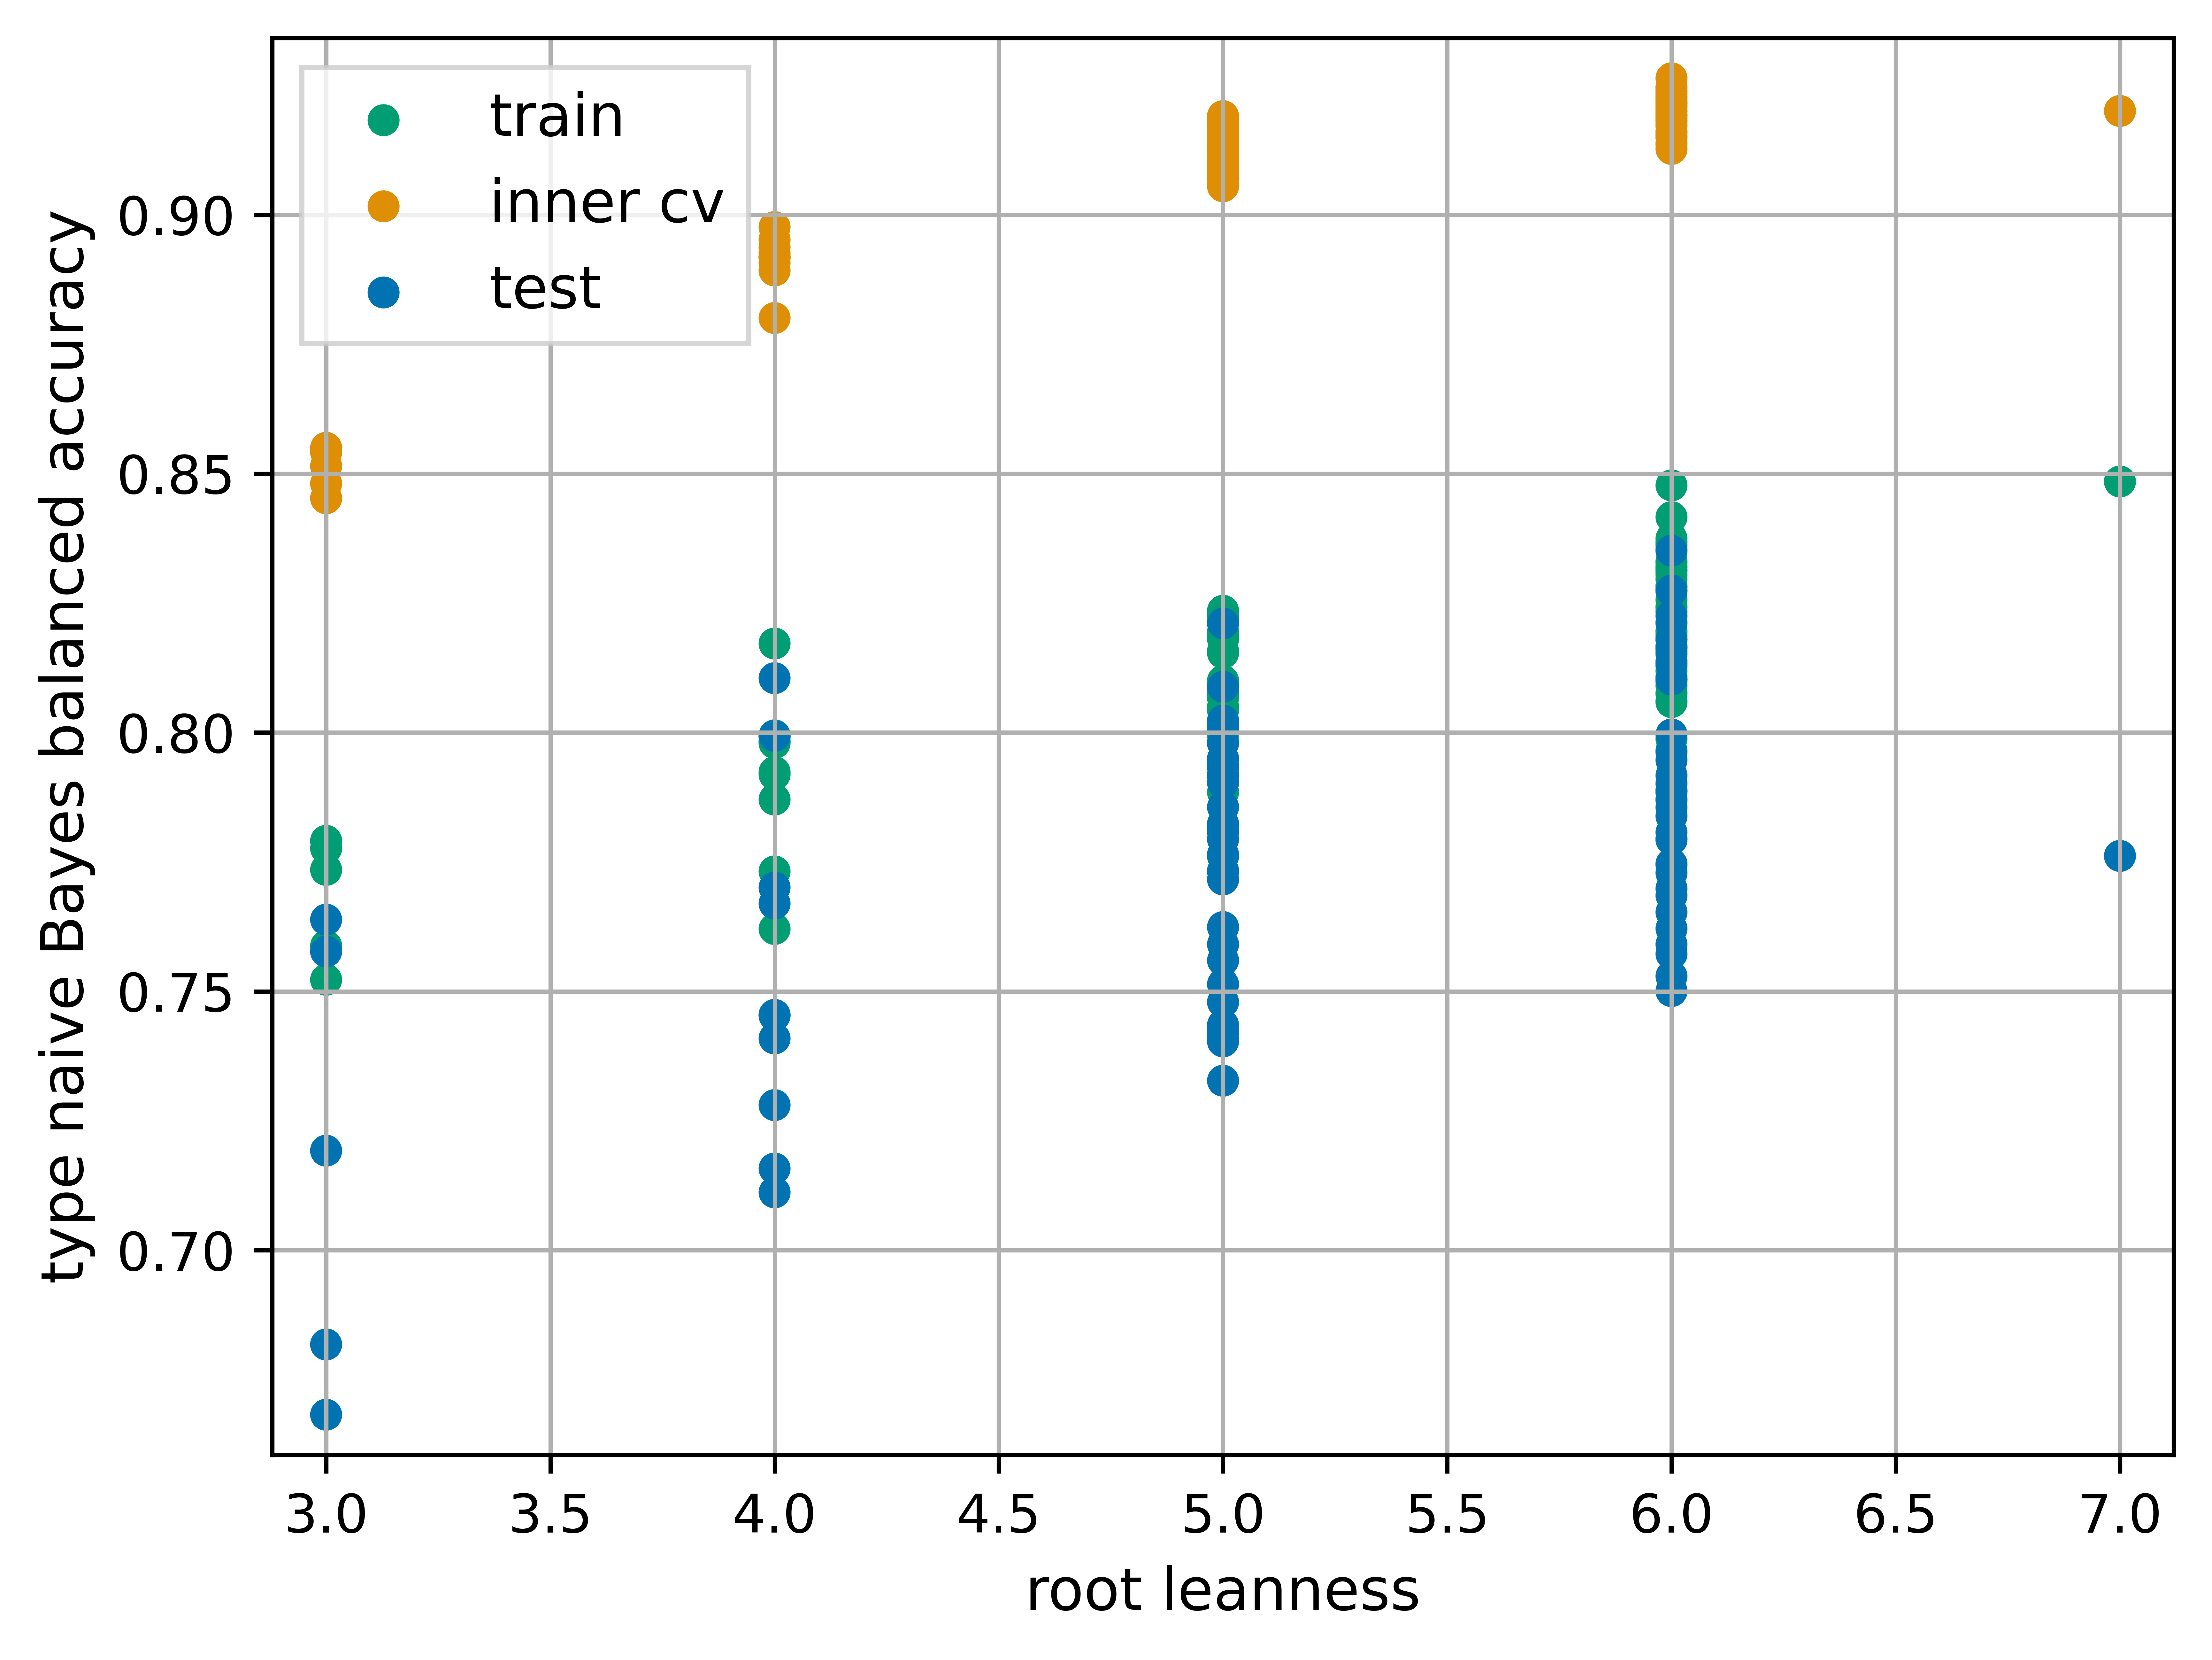 train
inner cv
test
type naive Bayes balanced accuracy
0.90
0.85
0.80
0.75
0.70
3.0 3.5 4.0 4.5 5.0 5.5 6.0 6.5 7.0
root leanness